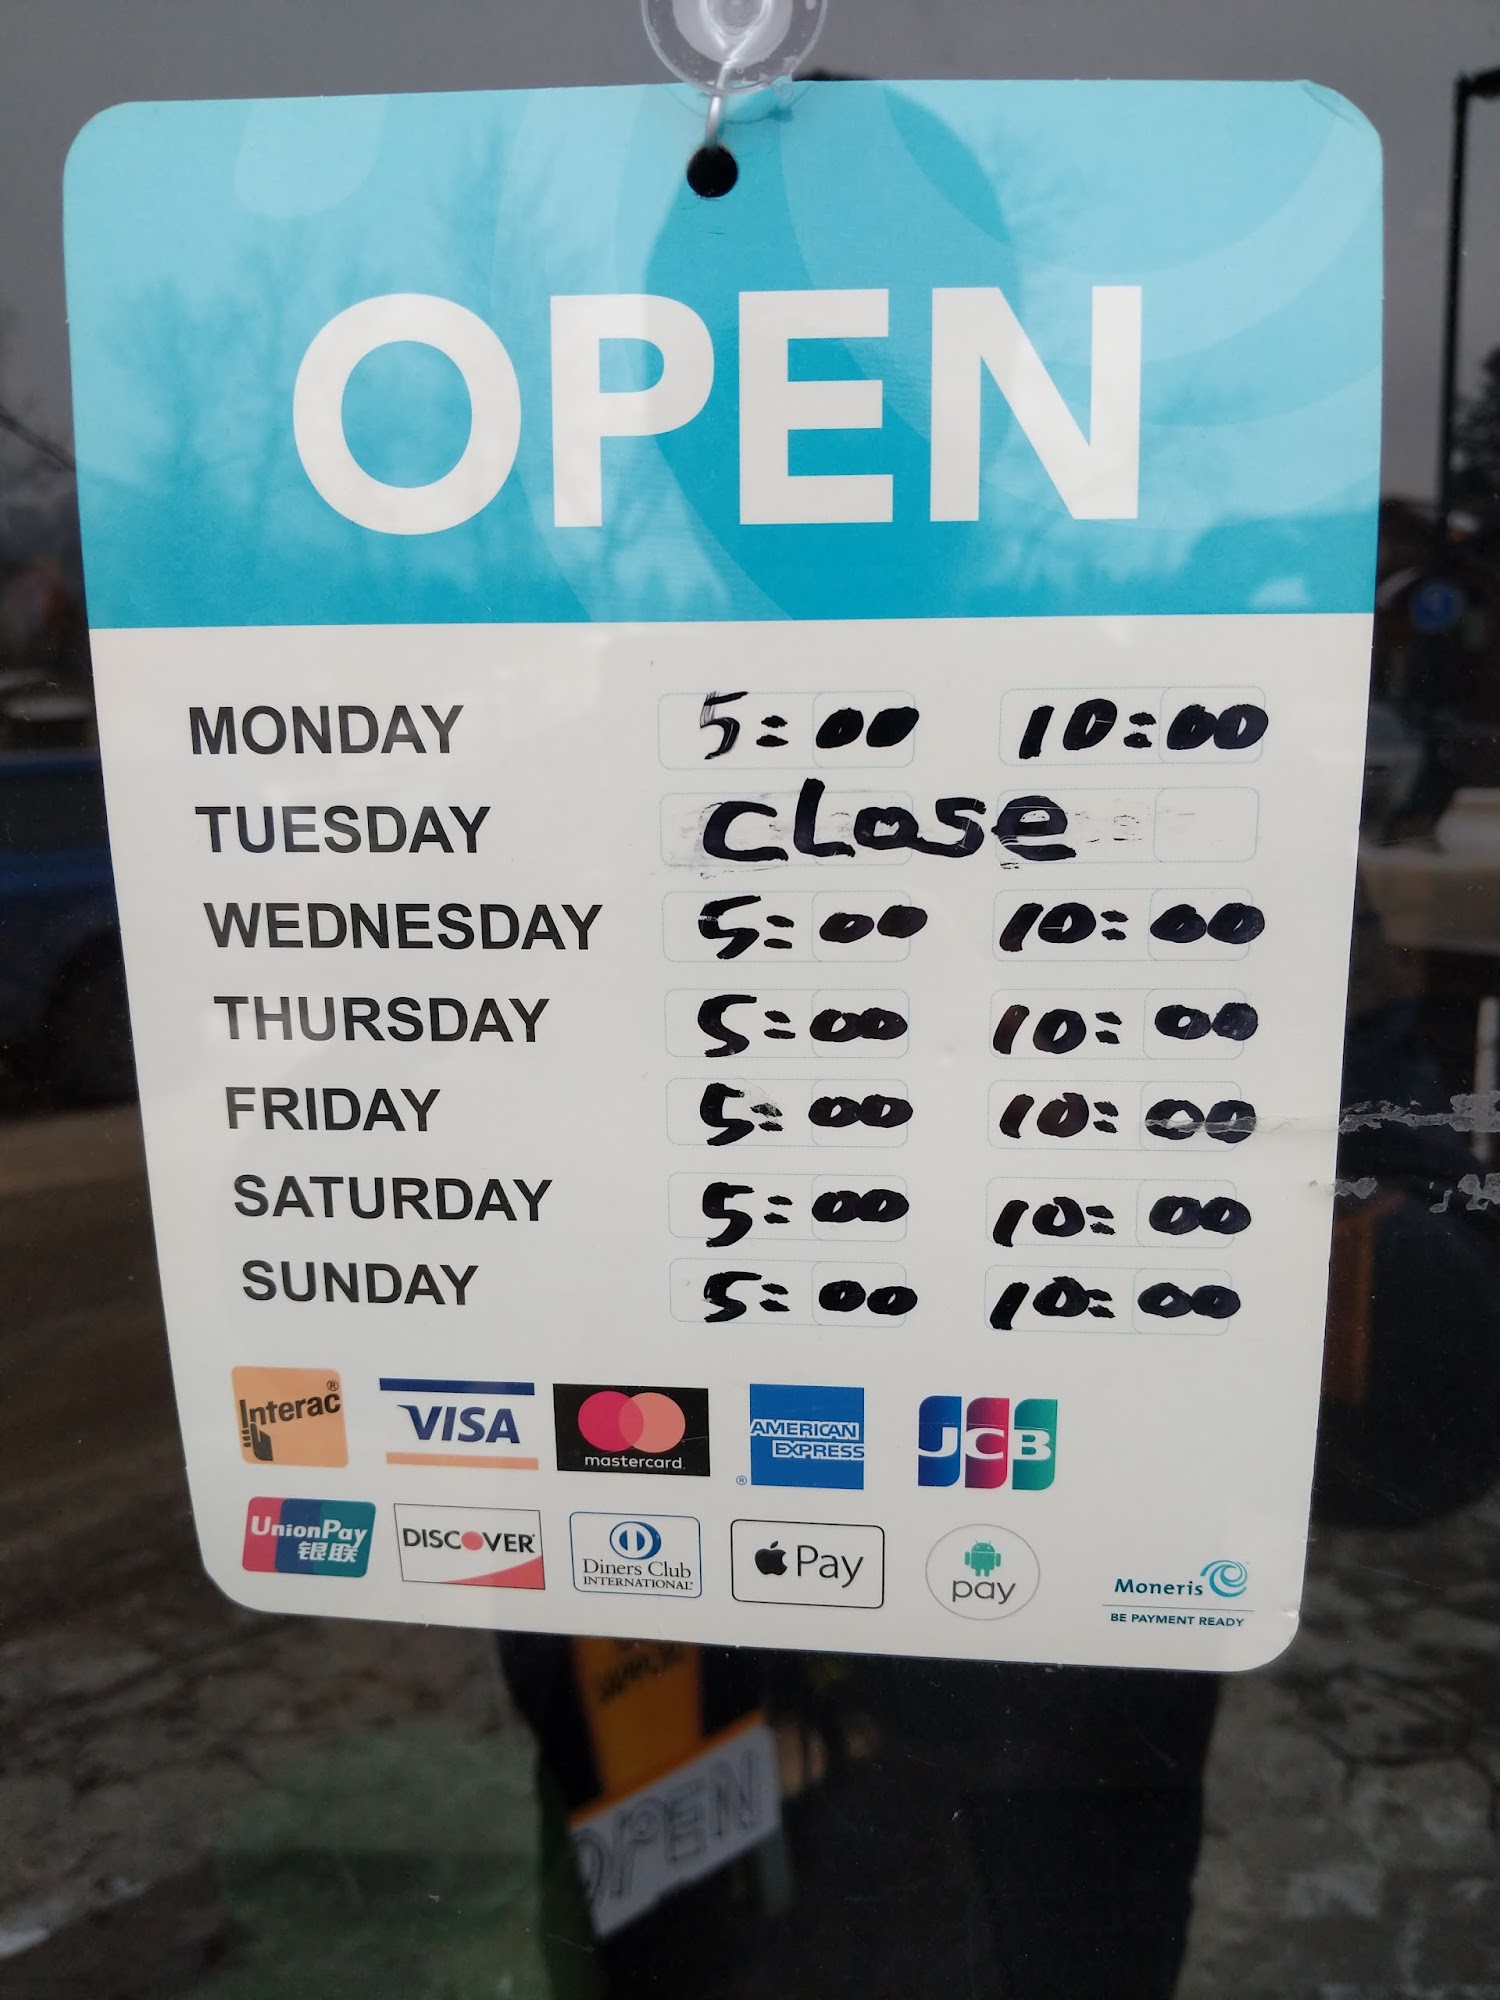 OPEN
MONDAY 5:00 10:00
TUESDAY close
WEDNESDAY 5:00 10:00
THURSDAY 5:00 10:00
FRIDAY 5:00 10:00
SATURDAY 5:00 10:00
SUNDAY 5:00 10:00
Interac® VISA mastercard. AMERICAN EXPRESS® JCB
UnionPay 银联 DISCOVER Diners Club INTERNATIONAL Pay pay
Moneris
BE PAYMENT READY
OPEN